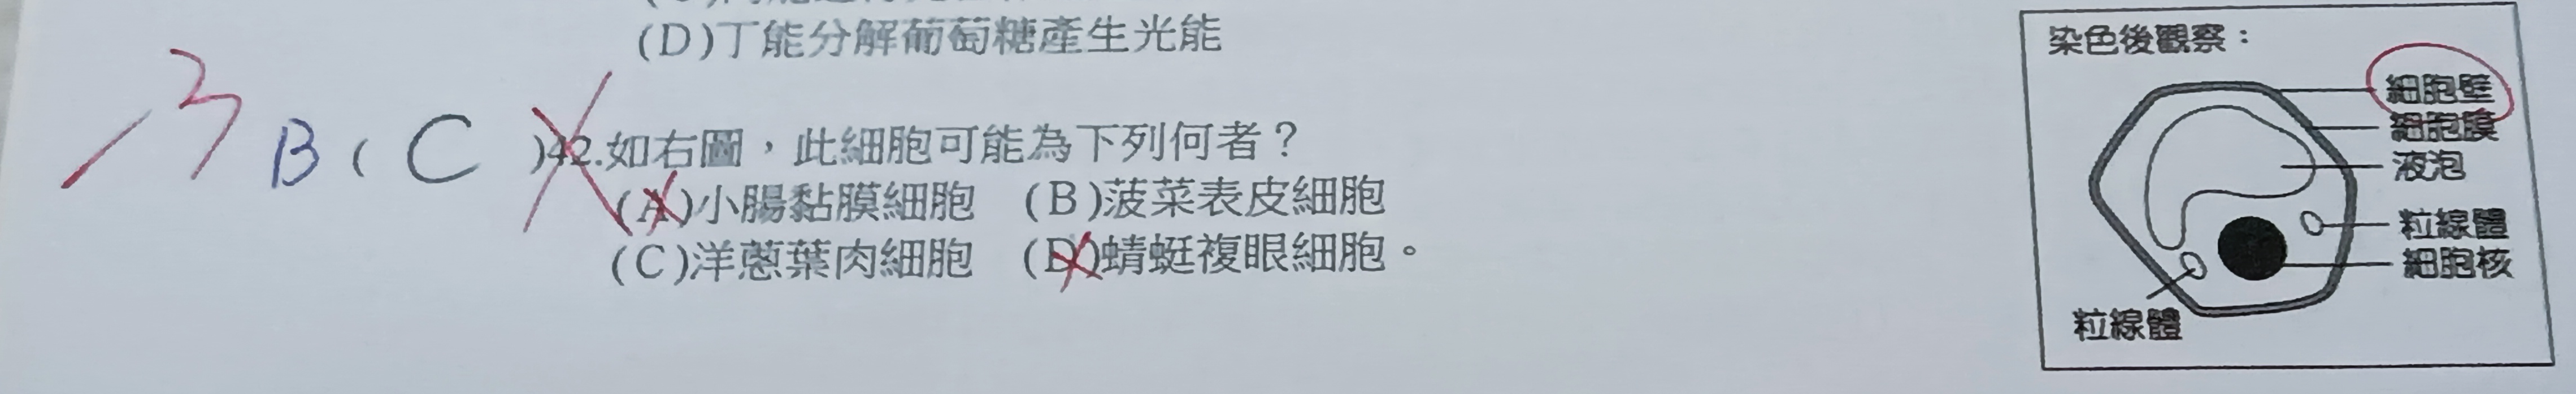 (D)丁能分解葡萄糖產生光能
B ( C )42.如右圖，此細胞可能為下列何者？
(A)小腸黏膜細胞 (B)菠菜表皮細胞
(C)洋蔥葉肉細胞 (D)蜻蜓複眼細胞。
染色後觀察：
細胞壁
細胞膜
液泡
粒線體
細胞核
粒線體